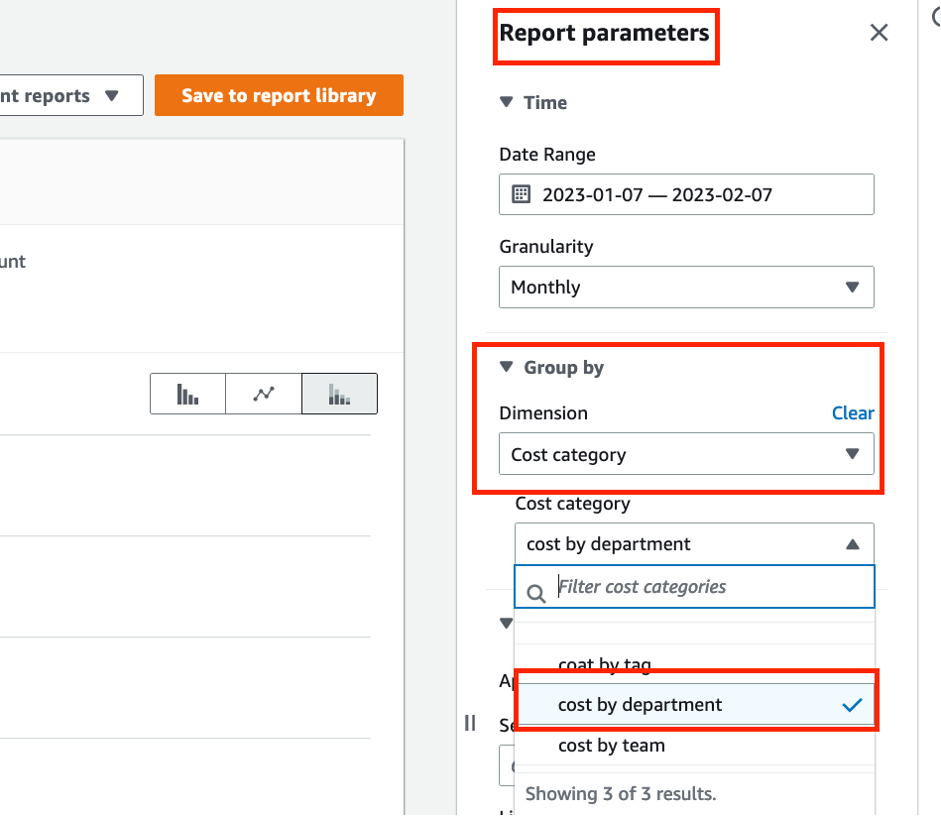 Report parameters
nt reports
Save to report library
Time
Date Range
2023-01-07 — 2023-02-07
unt
Granularity
Monthly
Group by
Dimension
Clear
Cost category
Cost category
cost by department
Filter cost categories
coat by tag
Ap
cost by department
Se
cost by team
Showing 3 of 3 results.